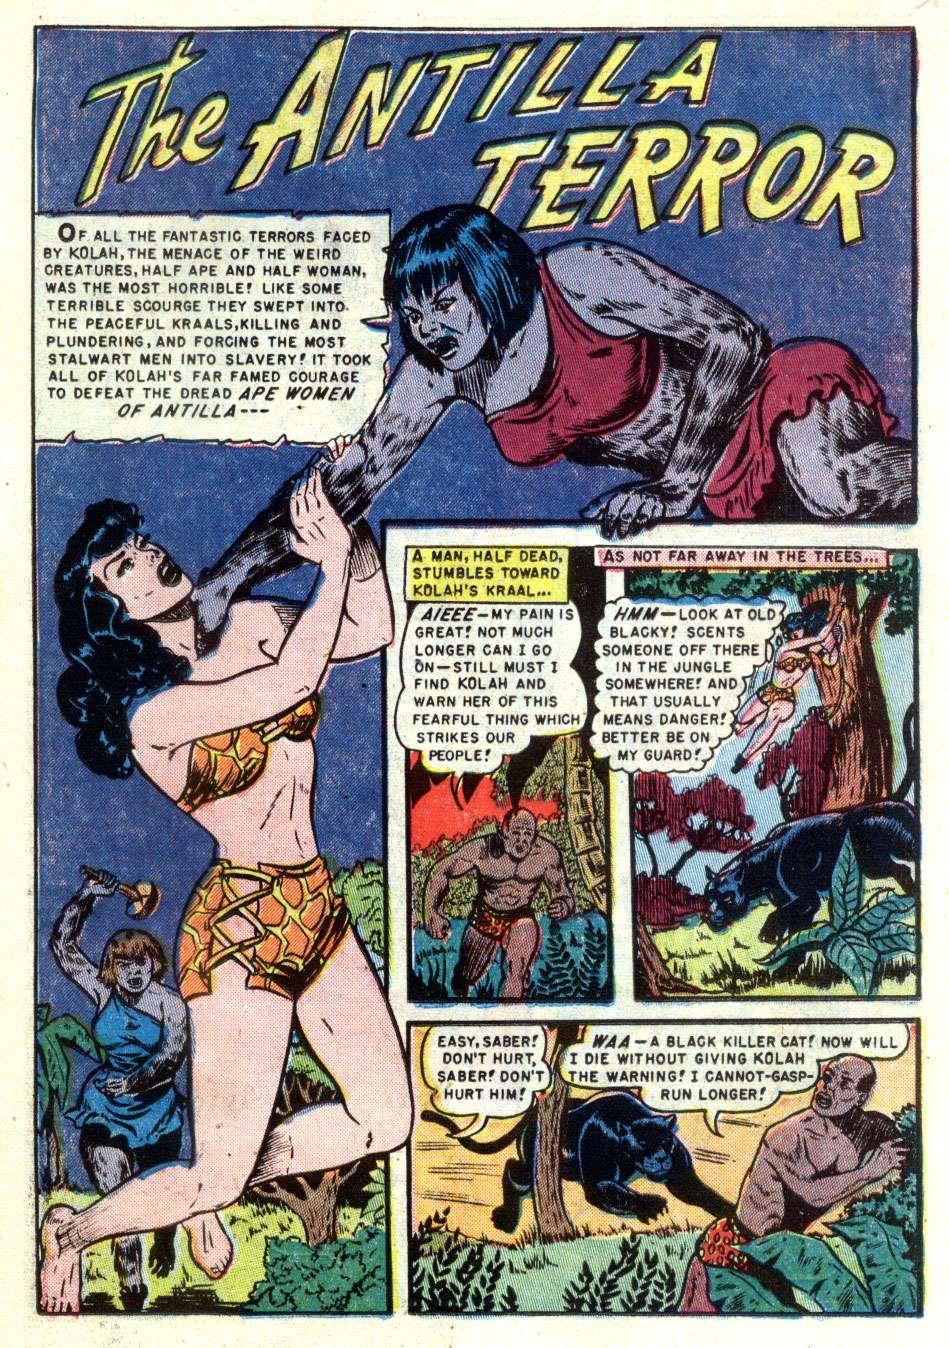 The ANTILLA
TERROR
OF ALL THE FANTASTIC TERRORS FACED
BY KOLAH, THE MENACE OF THE WEIRD
CREATURES, HALF APE AND HALF WOMAN,
WAS THE MOST HORRIBLE! LIKE SOME
TERRIBLE SCOURGE THEY SWEPT INTO
THE PEACEFUL KRAALS, KILLING AND
PLUNDERING, AND FORCING THE MOST
STALWART MEN INTO SLAVERY! IT TOOK
ALL OF KOLAH'S FAR FAMED COURAGE
TO DEFEAT THE DREAD APE WOMEN
OF ANTILLA---
A MAN, HALF DEAD,
STUMBLES TOWARD
KOLAH'S KRAAL...
AIEEE—MY PAIN IS
GREAT! NOT MUCH
LONGER CAN I GO
ON—STILL MUST I
FIND KOLAH AND
WARN HER OF THIS
FEARFUL THING WHICH
STRIKES OUR
PEOPLE!
AS NOT FAR AWAY IN THE TREES...
HMM—LOOK AT OLD
BLACKY! SCENTS
SOMEONE OFF THERE
IN THE JUNGLE
SOMEWHERE! AND
THAT USUALLY
MEANS DANGER!
BETTER BE ON
MY GUARD!
EASY, SABER!
DON'T HURT,
SABER! DON'T
HURT HIM!
WAA—A BLACK KILLER CAT! NOW WILL
I DIE WITHOUT GIVING KOLAH
THE WARNING! I CANNOT-GASP-
RUN LONGER!